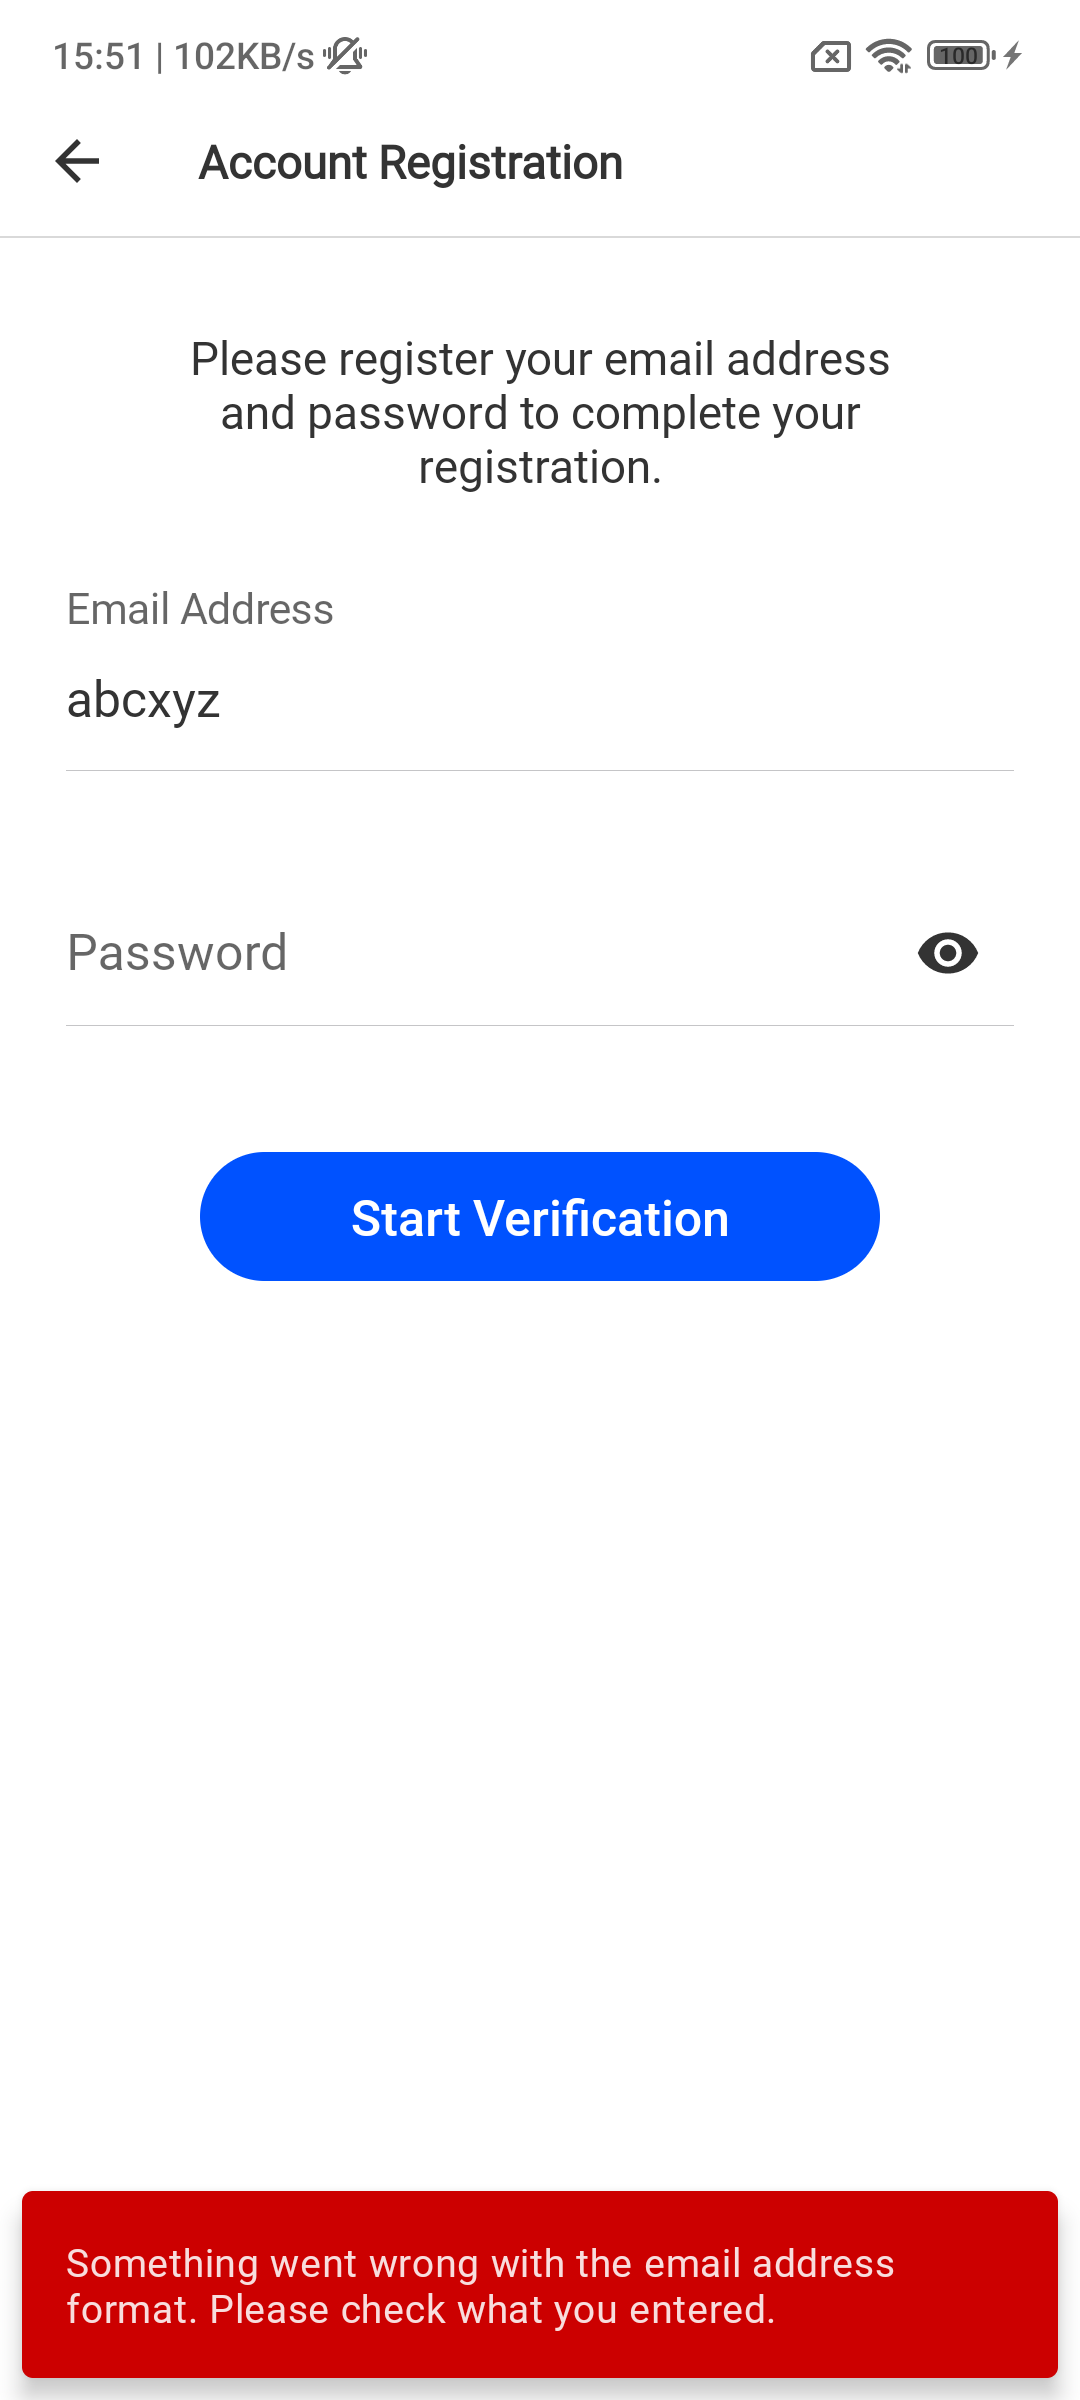 15:51 | 102KB/s
100
Account Registration
Please register your email address
and password to complete your
registration.
Email Address
abcxyz
Password
Start Verification
Something went wrong with the email address
format. Please check what you entered.